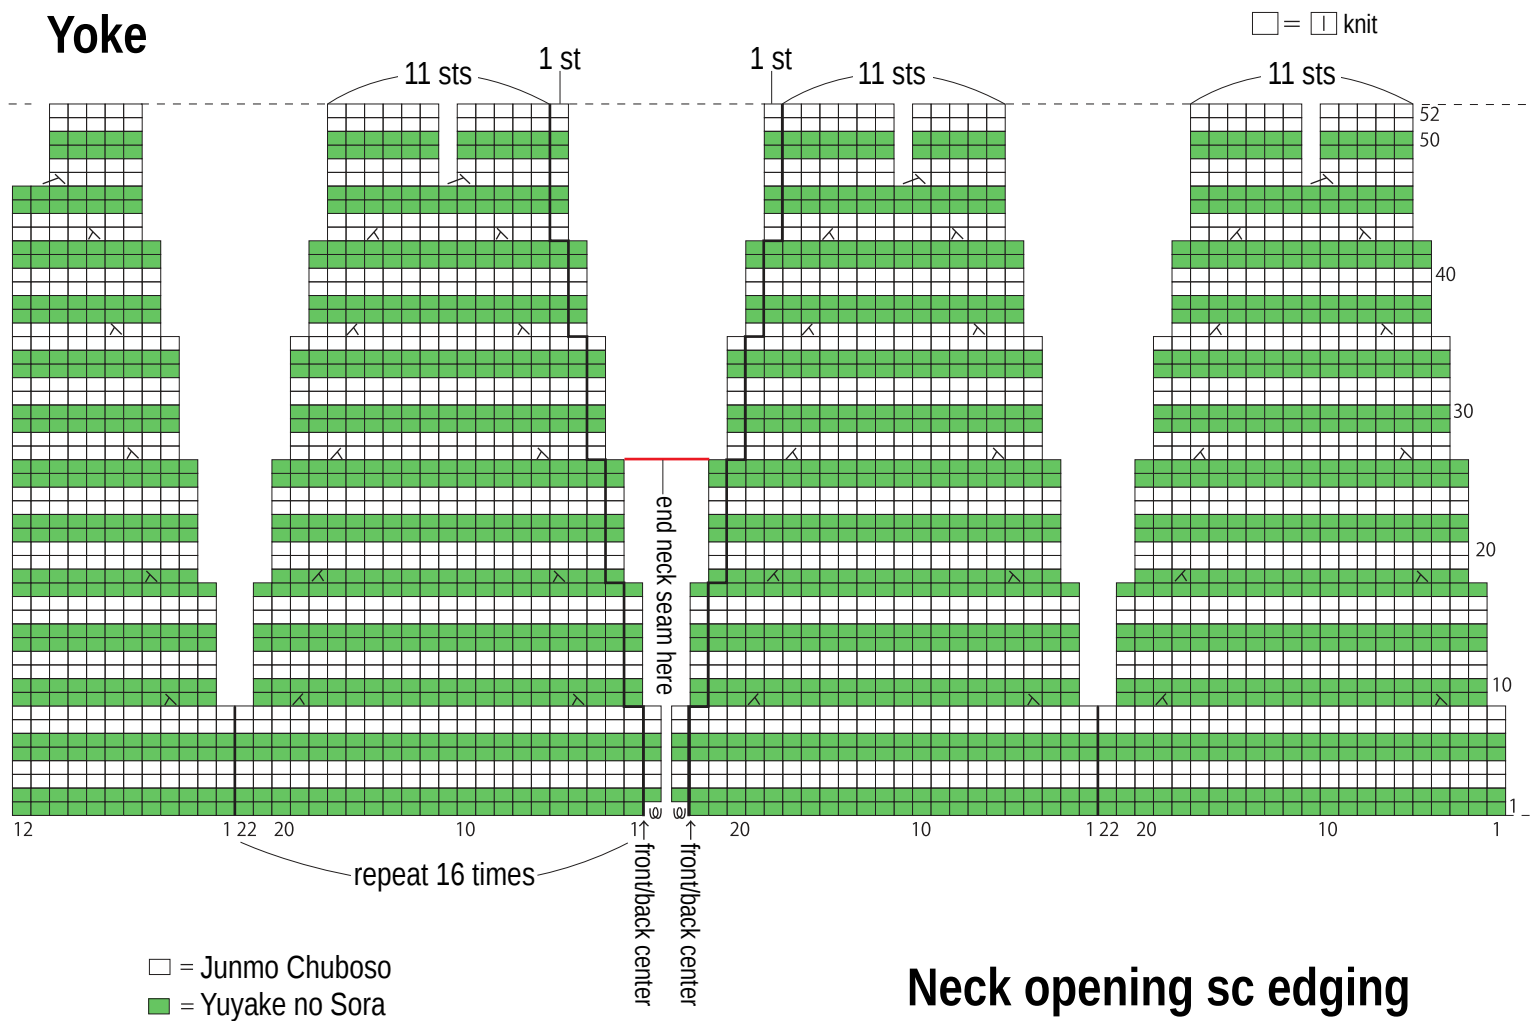 Yoke
= knit
11 sts
1 st
1 st
11 sts
11 sts
52
50
40
30
20
10
1
end neck seam here
12
1
22
20
10
1
20
10
1
22
20
10
1
repeat 16 times
front/back center
front/back center
= Junmo Chuboso
= Yuyake no Sora
Neck opening sc edging